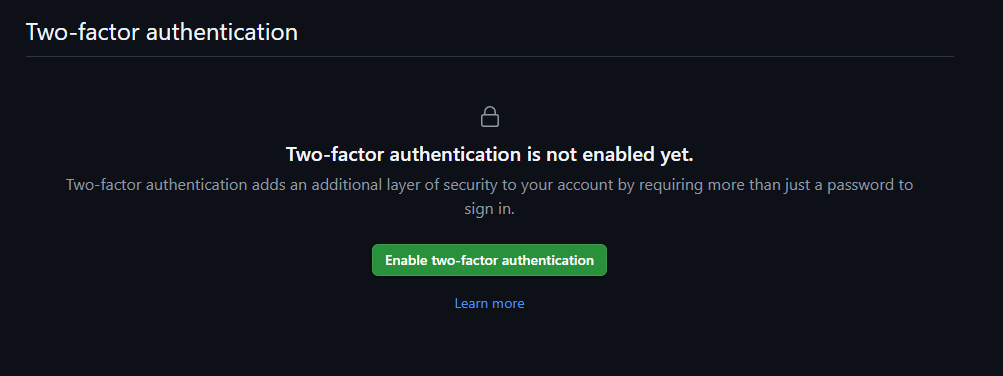 Two-factor authentication
Two-factor authentication is not enabled yet.
Two-factor authentication adds an additional layer of security to your account by requiring more than just a password to
sign in.
Enable two-factor authentication
Learn more